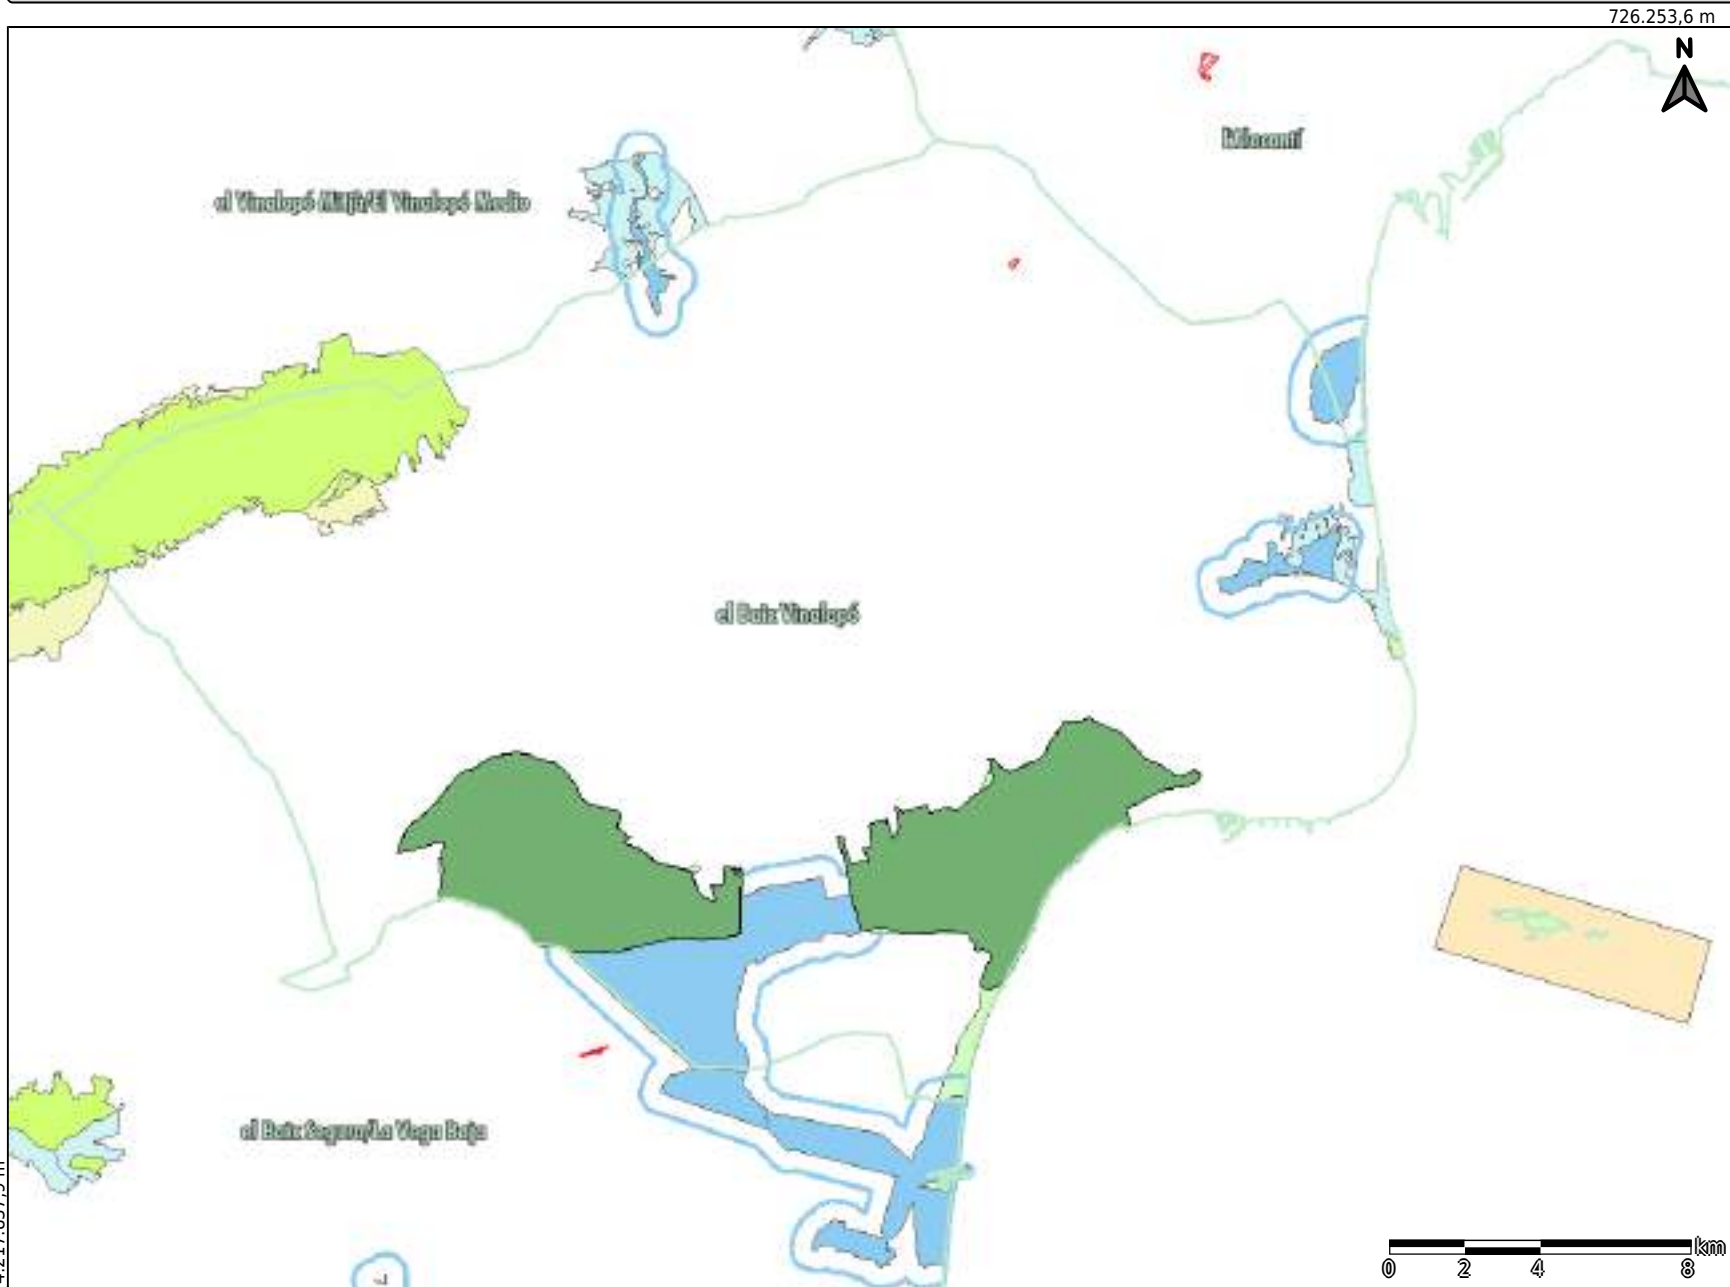 726.253,6 m
N
l'Alacantí
el Vinalopó Mitjà/El Vinalopó Medio
el Baix Vinalopó
el Baix Segura/La Vega Baja
km
0 2 4 8